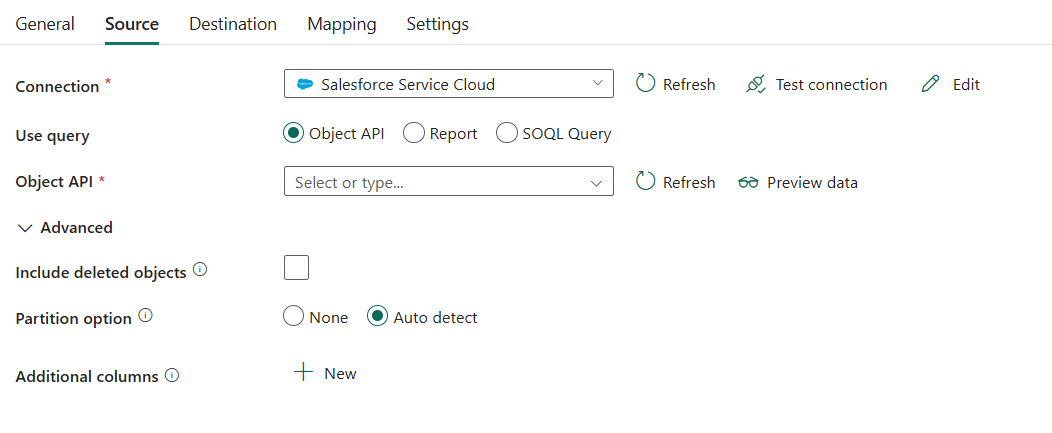 General Source Destination Mapping Settings
Connection * Salesforce Service Cloud Refresh Test connection Edit
Use query Object API Report SOQL Query
Object API * Select or type... Refresh Preview data
Advanced
Include deleted objects
Partition option None Auto detect
Additional columns New